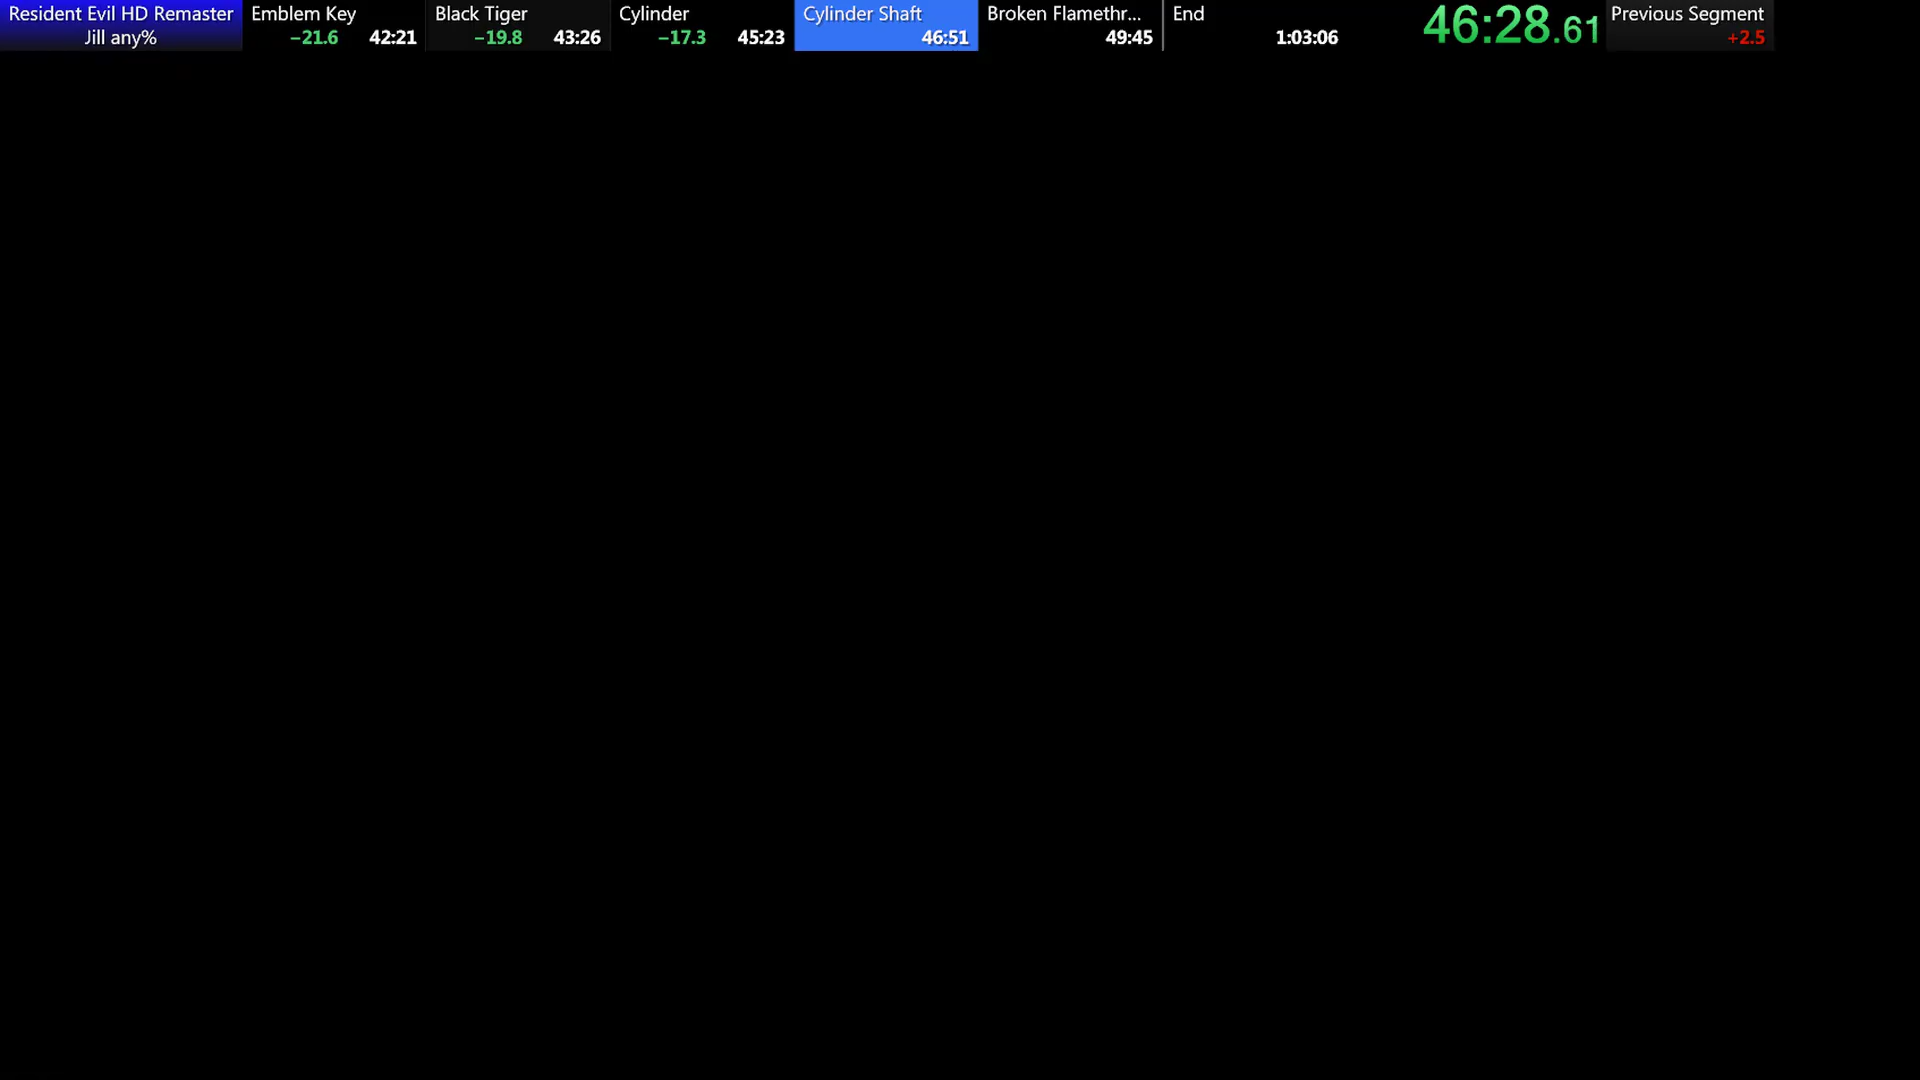 Resident Evil HD Remaster
Jill any%
Emblem Key
−21.6 42:21
Black Tiger
−19.8 43:26
Cylinder
−17.3 45:23
Cylinder Shaft
46:51
Broken Flamethr...
49:45
End
1:03:06
46:28.61
Previous Segment
+2.5